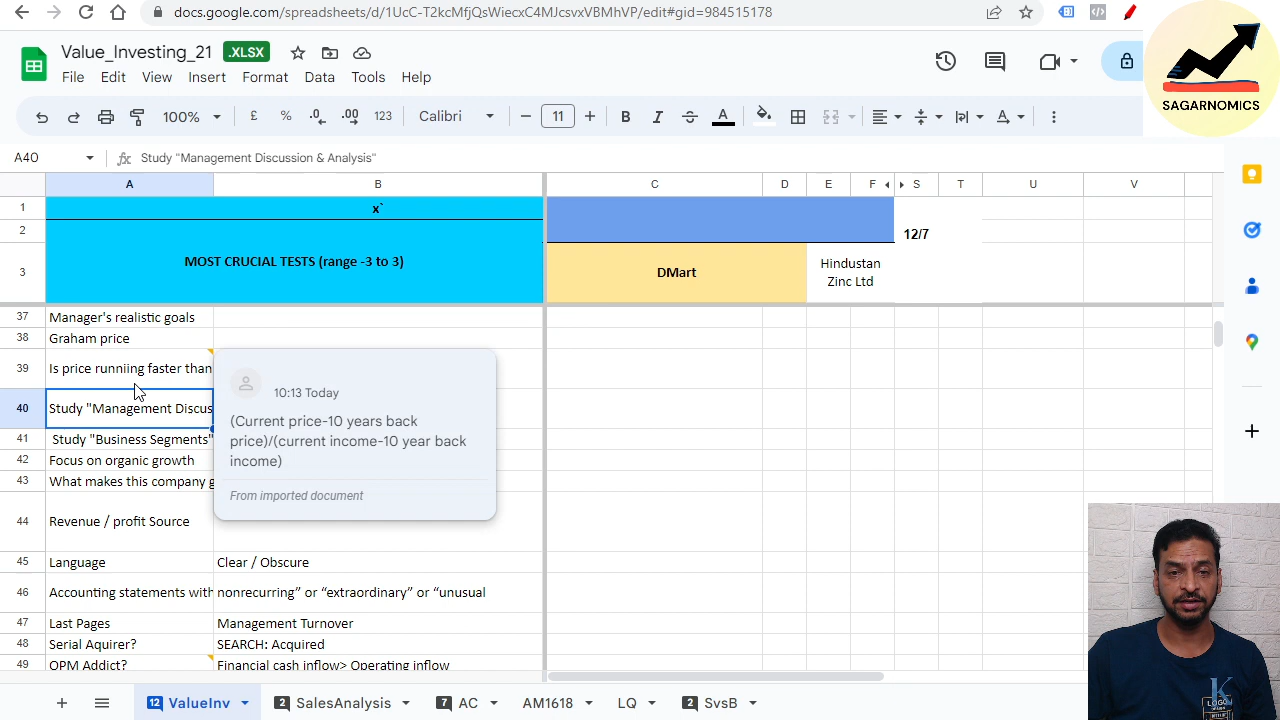 docs.google.com/spreadsheets/d/1UcC-T2kcMfjQsWiecxC4MJcsvxVBMhVP/edit#gid=984515178
Value_Investing_21 .XLSX
File Edit View Insert Format Data Tools Help
SAGARNOMICS
100% £ % .0 .00 123 Calibri 11 B I S A
A40 fx Study "Management Discussion & Analysis"
A B C D E F S T U V
1 x`
2 12/7
3 MOST CRUCIAL TESTS (range -3 to 3) DMart Hindustan
Zinc Ltd
37 Manager's realistic goals
38 Graham price
39 Is price runniing faster than
40 Study "Management Discus
41 Study "Business Segments"
42 Focus on organic growth
43 What makes this company g
44 Revenue / profit Source
45 Language Clear / Obscure
46 Accounting statements with nonrecurring” or “extraordinary” or “unusual
47 Last Pages Management Turnover
48 Serial Aquirer? SEARCH: Acquired
49 OPM Addict? Financial cash inflow> Operating inflow
10:13 Today
(Current price-10 years back
price)/(current income-10 year back
income)
From imported document
12 ValueInv 2 SalesAnalysis 7 AC AM1618 LQ 2 SvsB
K